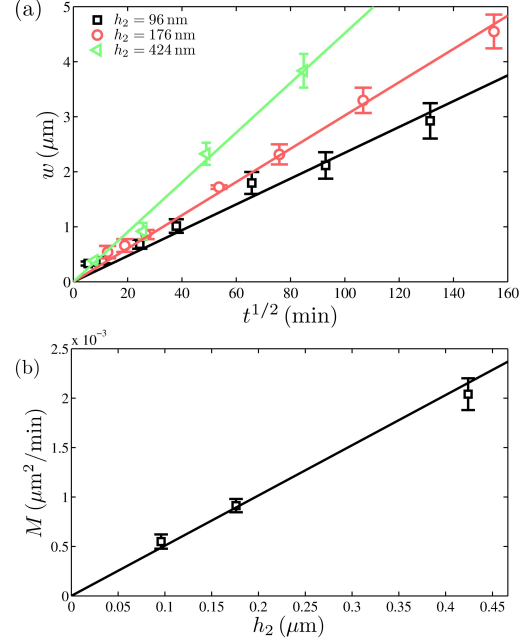 (a)
5
h₂ = 96 nm
h₂ = 176 nm
h₂ = 424 nm
4
3
2
1
0
w (μm)
0 20 40 60 80 100 120 140 160
t^{1/2} (min)
x 10⁻³
(b)
2.5
2
1.5
1
0.5
0
M (μm²/min)
0 0.05 0.1 0.15 0.2 0.25 0.3 0.35 0.4 0.45
h₂ (μm)